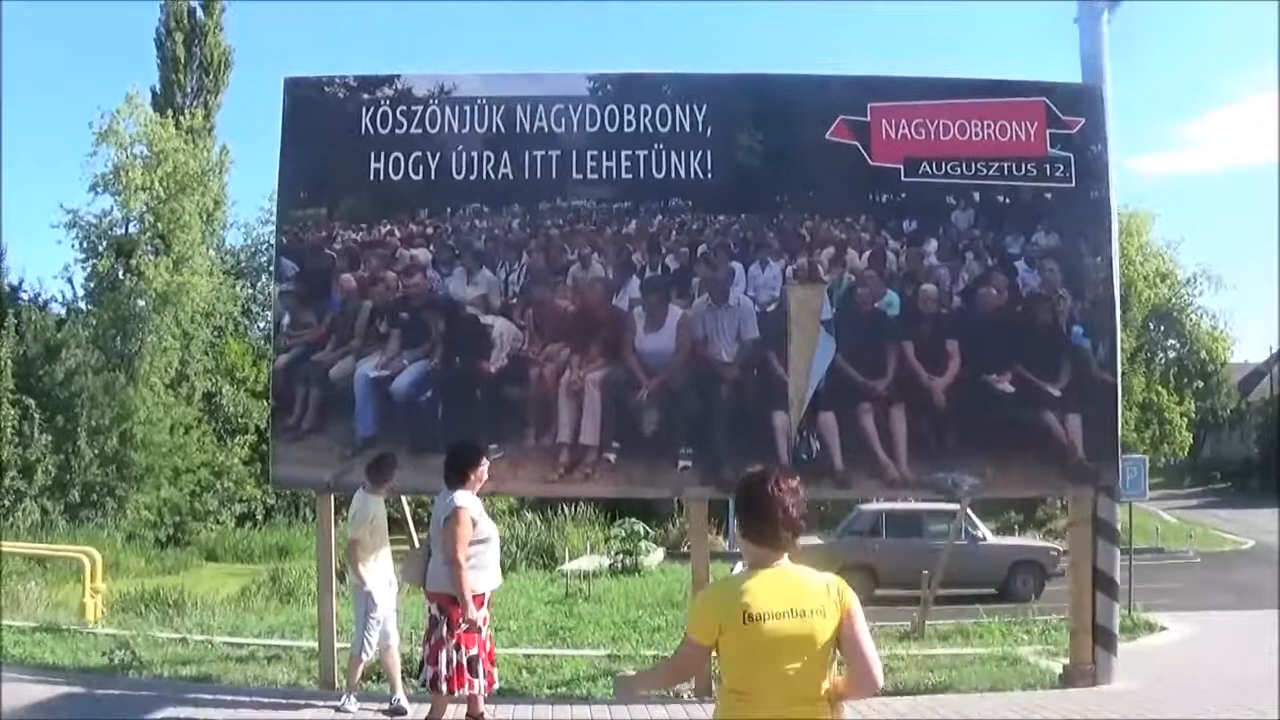 KÖSZÖNJÜK NAGYDOBRONY,
HOGY ÚJRA ITT LEHETÜNK!
NAGYDOBRONY
AUGUSZTUS 12.
P
[sapientia.ro]